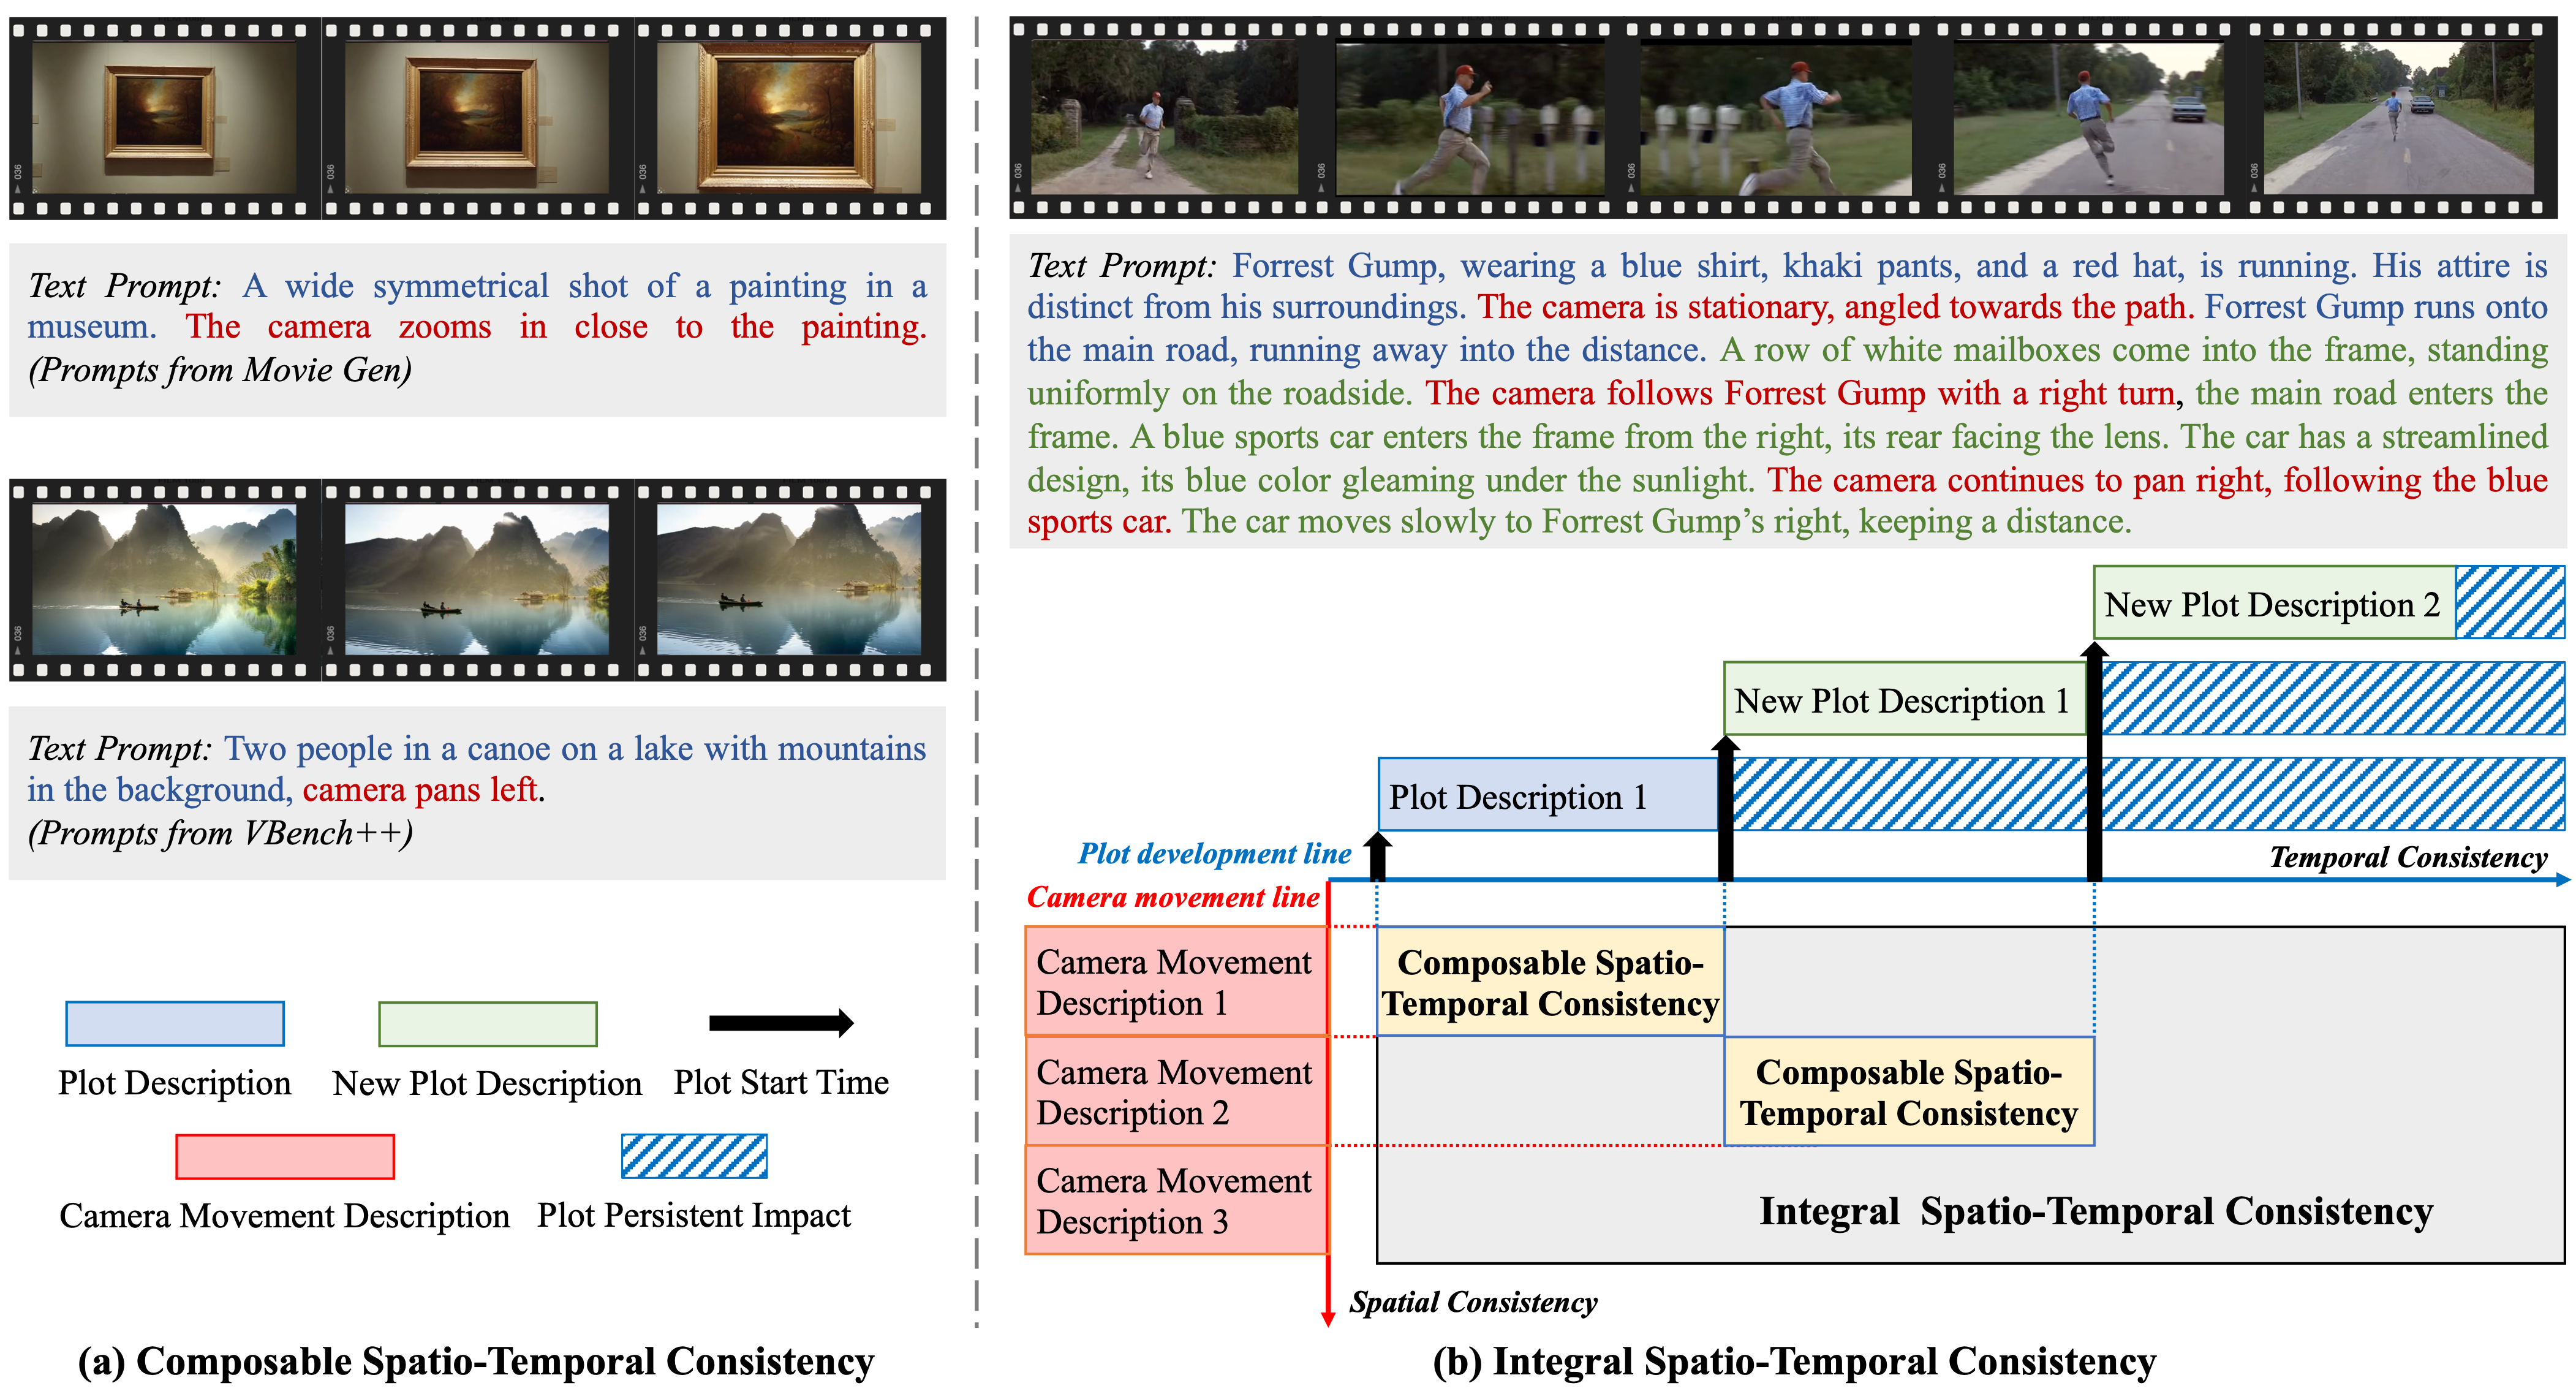 Text Prompt: A wide symmetrical shot of a painting in a
museum. The camera zooms in close to the painting.
(Prompts from Movie Gen)
Text Prompt: Two people in a canoe on a lake with mountains
in the background, camera pans left.
(Prompts from VBench++)
Plot Description
New Plot Description
Plot Start Time
Camera Movement Description
Plot Persistent Impact
(a) Composable Spatio-Temporal Consistency
036
036
036
036
036
036
036
036
036
036
036
Text Prompt: Forrest Gump, wearing a blue shirt, khaki pants, and a red hat, is running. His attire is
distinct from his surroundings. The camera is stationary, angled towards the path. Forrest Gump runs onto
the main road, running away into the distance. A row of white mailboxes come into the frame, standing
uniformly on the roadside. The camera follows Forrest Gump with a right turn, the main road enters the
frame. A blue sports car enters the frame from the right, its rear facing the lens. The car has a streamlined
design, its blue color gleaming under the sunlight. The camera continues to pan right, following the blue
sports car. The car moves slowly to Forrest Gump's right, keeping a distance.
New Plot Description 2
New Plot Description 1
Plot Description 1
Plot development line
Temporal Consistency
Camera movement line
Camera Movement
Description 1
Composable Spatio-
Temporal Consistency
Camera Movement
Description 2
Composable Spatio-
Temporal Consistency
Camera Movement
Description 3
Integral Spatio-Temporal Consistency
Spatial Consistency
(b) Integral Spatio-Temporal Consistency